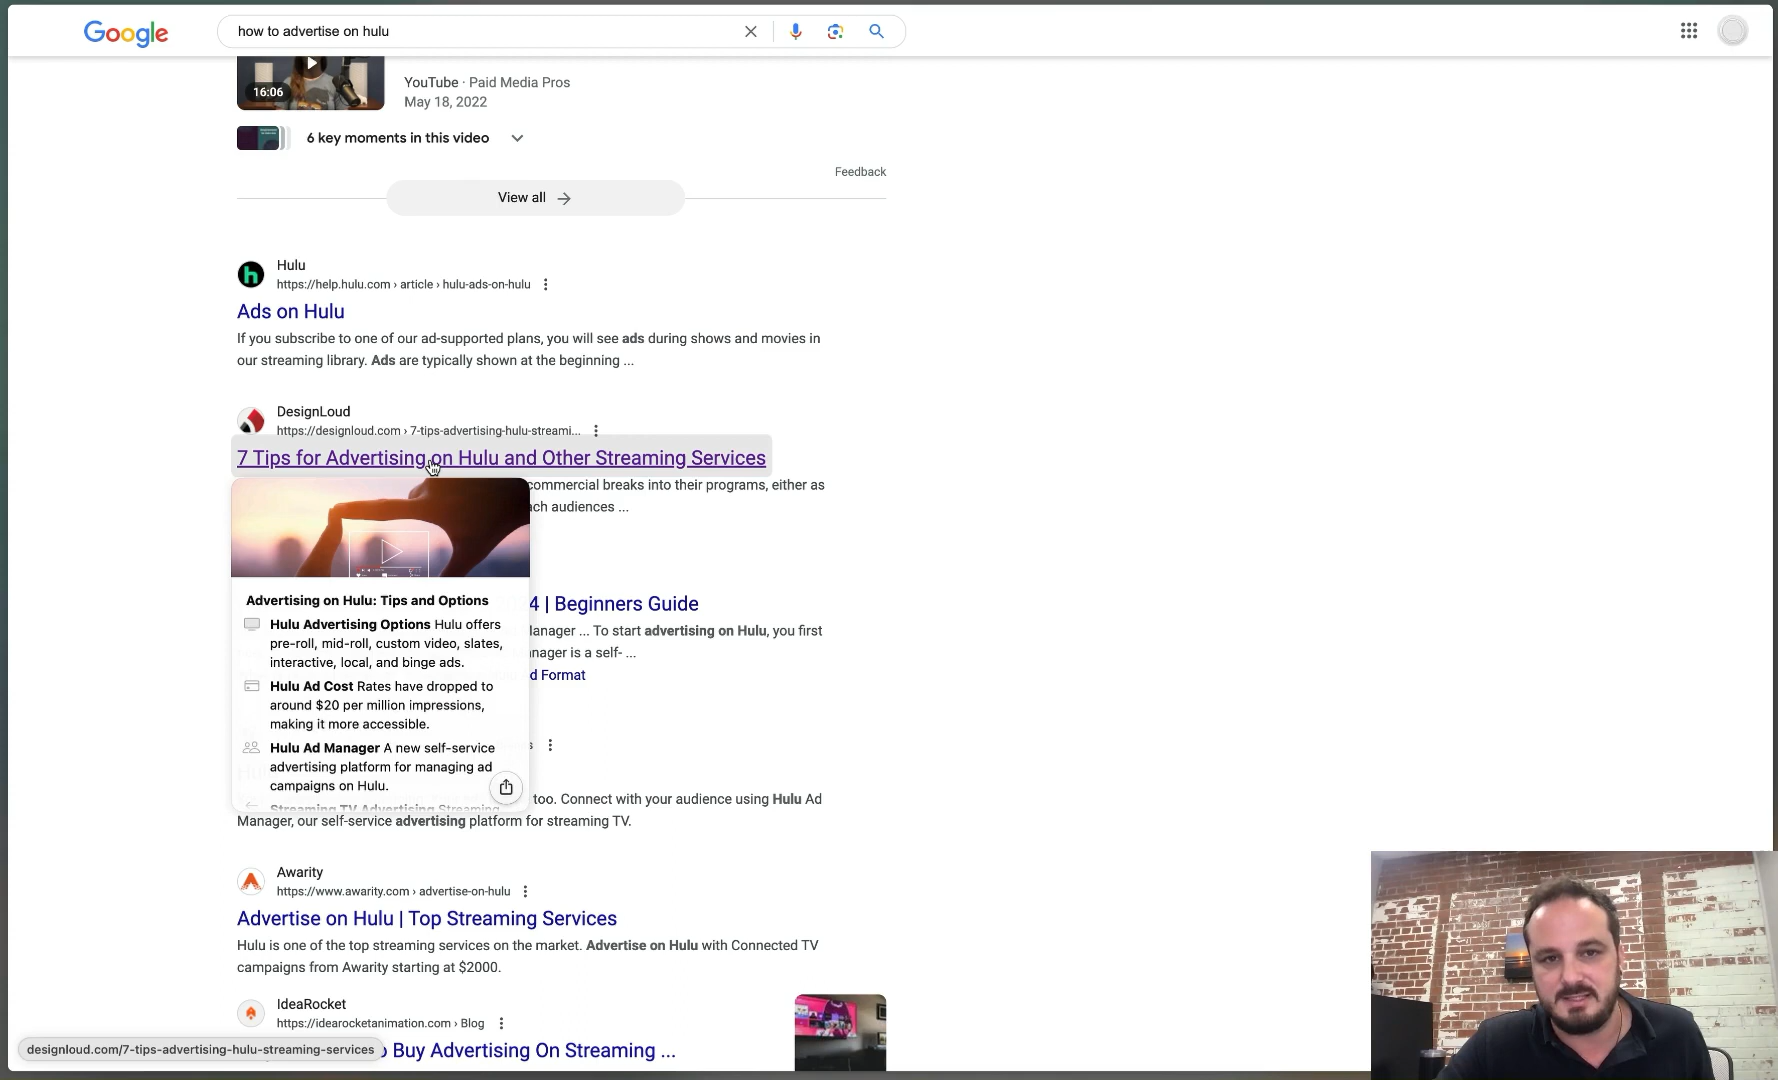 Google
how to advertise on hulu
16:06
YouTube · Paid Media Pros
May 18, 2022
6 key moments in this video
Feedback
View all
Hulu
https://help.hulu.com › article › hulu-ads-on-hulu
Ads on Hulu
If you subscribe to one of our ad-supported plans, you will see ads during shows and movies in
our streaming library. Ads are typically shown at the beginning ...
DesignLoud
https://designloud.com › 7-tips-advertising-hulu-streami...
7 Tips for Advertising on Hulu and Other Streaming Services
commercial breaks into their programs, either as
audiences ...
Advertising on Hulu: Tips and Options
Hulu Advertising Options Hulu offers
pre-roll, mid-roll, custom video, slates,
interactive, local, and binge ads.
Hulu Ad Cost Rates have dropped to
around $20 per million impressions,
making it more accessible.
Hulu Ad Manager A new self-service
advertising platform for managing ad
campaigns on Hulu.
Streaming TV Advertising Streaming
4 | Beginners Guide
... To start advertising on Hulu, you first
is a self- ...
Format
too. Connect with your audience using Hulu Ad
Manager, our self-service advertising platform for streaming TV.
Awarity
https://www.awarity.com › advertise-on-hulu
Advertise on Hulu | Top Streaming Services
Hulu is one of the top streaming services on the market. Advertise on Hulu with Connected TV
campaigns from Awarity starting at $2000.
IdeaRocket
https://idearocketanimation.com › Blog
Buy Advertising On Streaming ...
designloud.com/7-tips-advertising-hulu-streaming-services